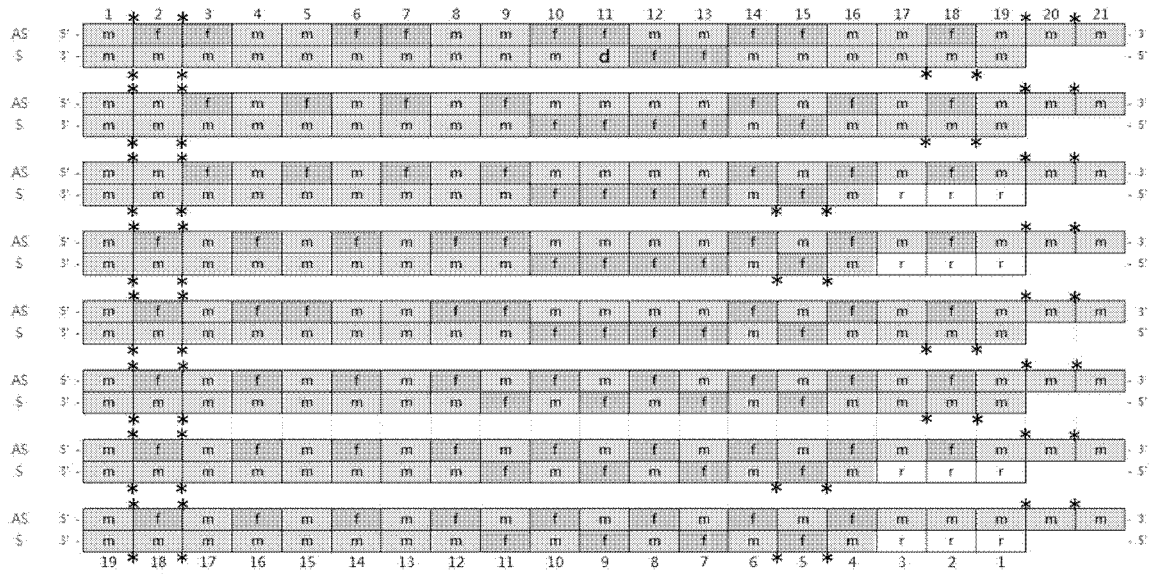 1 * 2 * 3 4 5 6 7 8 9 10 11 12 13 14 15 16 17 18 19 * 20 * 21
AS 5' - m f f m m f f m m f f m m f f m m f m m m - 3'
S 3' - m m m m m m m m m m d f f m m m m m m - 5'
* * * *
* * * *
AS 5' - m m f m f m f m f m m m m f m f m f m m m - 3'
S 3' - m m m m m m m m m f f f f m f m m m m - 5'
* * * *
* * * *
AS 5' - m m f m f m f m f m m m m f m f m f m m m - 3'
S 3' - m m m m m m m m m f f f f m f m r r r - 5'
* * * *
* * * *
AS 5' - m f m f m f m f f m m m m f m f m f m m m - 3'
S 3' - m m m m m m m m m f f f f m f m r r r - 5'
* * * *
* * * *
AS 5' - m f m f f m m f f m m m m f m f m f m m m - 3'
S 3' - m m m m m m m m m f f f f m f m m m m - 5'
* * * *
* * * *
AS 5' - m f m f m f m f m f m f m f m f m f m m m - 3'
S 3' - m m m m m m m m f m f m f m f m m m m - 5'
* * * *
* * * *
AS 5' - m f m f m f m f m f m f m f m f m f m m m - 3'
S 3' - m m m m m m m m f m f m f m f m r r r - 5'
* * * *
* * * *
AS 5' - m f m f m f m f m f m f m f m f m m m m m - 3'
S 3' - m m m m m m m m f m f m f m f m r r r - 5'
19 * 18 * 17 16 15 14 13 12 11 10 9 8 7 6 * 5 * 4 3 2 1